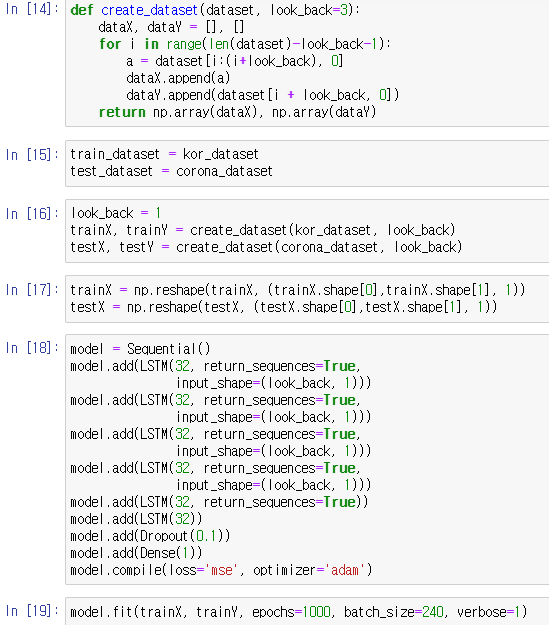 In [14]: def create_dataset(dataset, look_back=3):
    dataX, dataY = [], []
    for i in range(len(dataset)-look_back-1):
        a = dataset[i:(i+look_back), 0]
        dataX.append(a)
        dataY.append(dataset[i + look_back, 0])
    return np.array(dataX), np.array(dataY)
In [15]: train_dataset = kor_dataset
test_dataset = corona_dataset
In [16]: look_back = 1
trainX, trainY = create_dataset(kor_dataset, look_back)
testX, testY = create_dataset(corona_dataset, look_back)
In [17]: trainX = np.reshape(trainX, (trainX.shape[0],trainX.shape[1], 1))
testX = np.reshape(testX, (testX.shape[0],testX.shape[1], 1))
In [18]: model = Sequential()
model.add(LSTM(32, return_sequences=True,
               input_shape=(look_back, 1)))
model.add(LSTM(32, return_sequences=True,
               input_shape=(look_back, 1)))
model.add(LSTM(32, return_sequences=True,
               input_shape=(look_back, 1)))
model.add(LSTM(32, return_sequences=True,
               input_shape=(look_back, 1)))
model.add(LSTM(32, return_sequences=True))
model.add(LSTM(32))
model.add(Dropout(0.1))
model.add(Dense(1))
model.compile(loss='mse', optimizer='adam')
In [19]: model.fit(trainX, trainY, epochs=1000, batch_size=240, verbose=1)